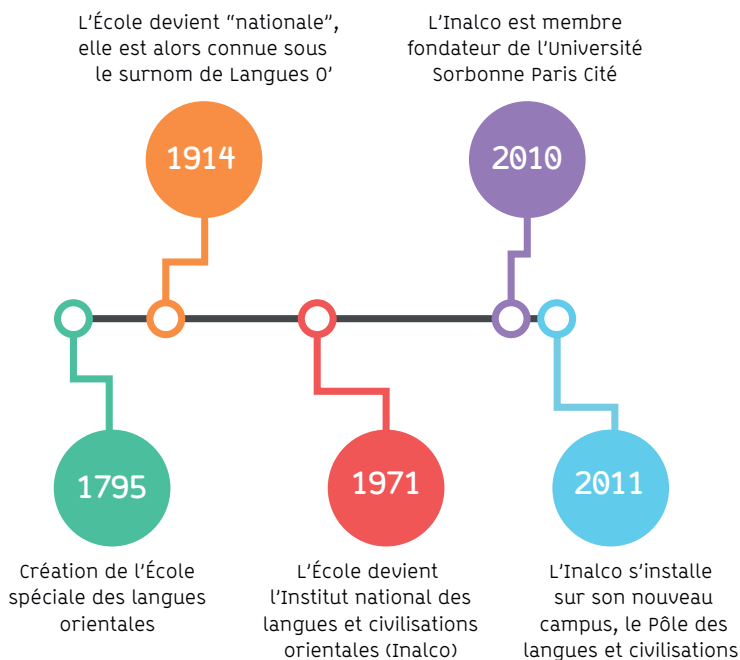 L'École devient “nationale”,
elle est alors connue sous
le surnom de Langues O'
1914
L'Inalco est membre
fondateur de l'Université
Sorbonne Paris Cité
2010
1795
Création de l'École
spéciale des langues
orientales
1971
L'École devient
l'Institut national des
langues et civilisations
orientales (Inalco)
2011
L'Inalco s'installe
sur son nouveau
campus, le Pôle des
langues et civilisations